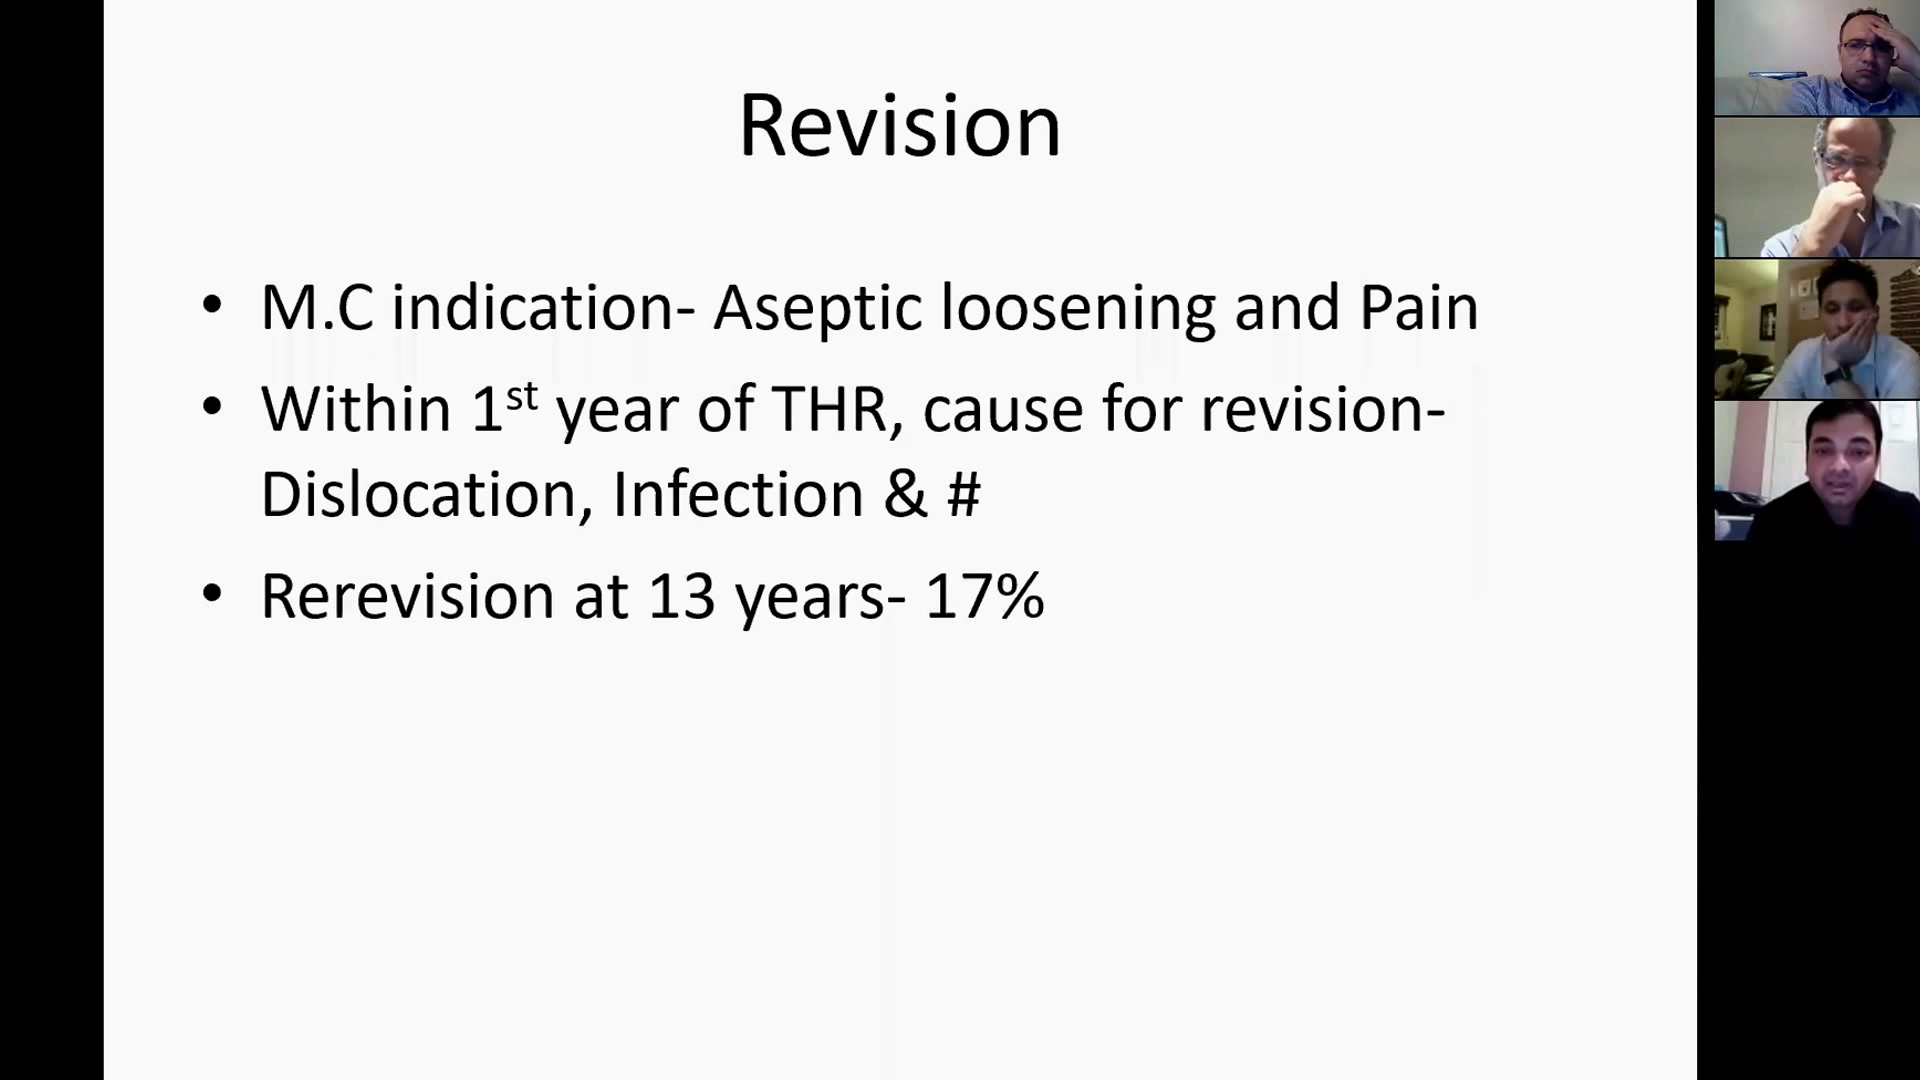 Revision
• M.C indication- Aseptic loosening and Pain
• Within 1st year of THR, cause for revision-
Dislocation, Infection & #
• Rerevision at 13 years- 17%